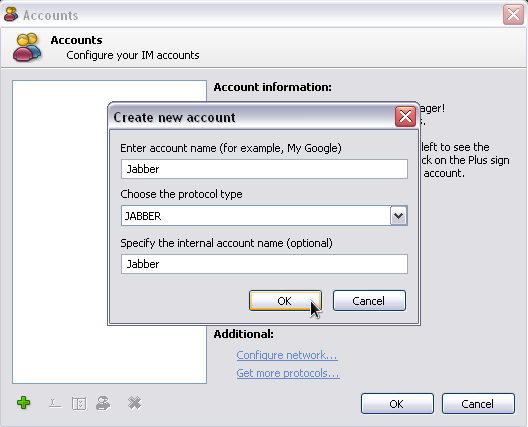 Accounts
Accounts
Configure your IM accounts
Account information:
ager!
s.
left to see the
ck on the Plus sign
account.
Create new account
Enter account name (for example, My Google)
Jabber
Choose the protocol type
JABBER
Specify the internal account name (optional)
Jabber
OK
Cancel
Additional:
Configure network...
Get more protocols...
OK
Cancel